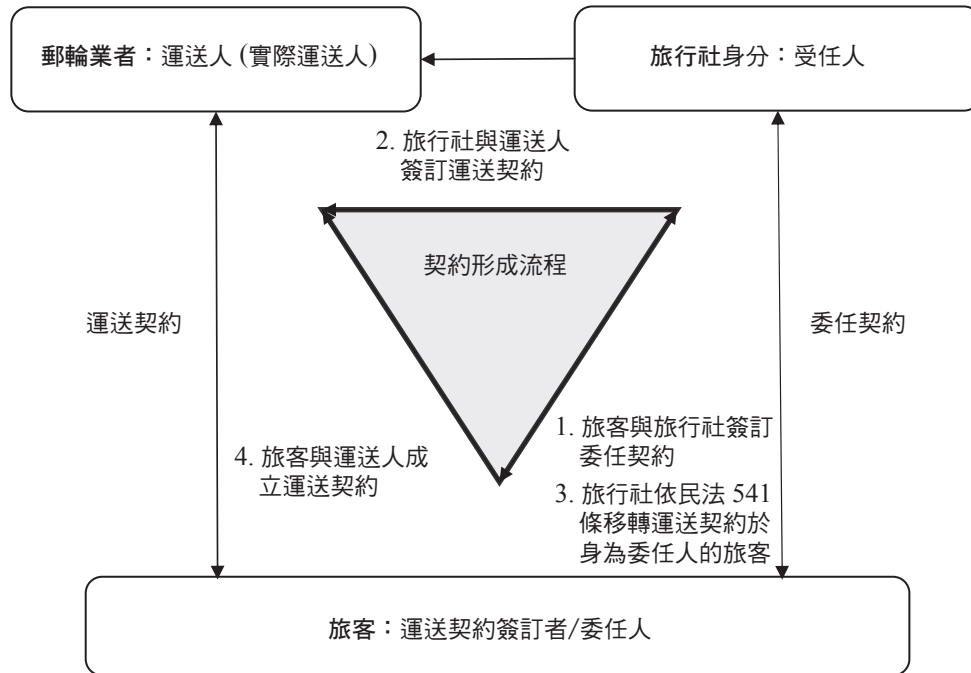 郵輪業者：運送人 (實際運送人)
旅行社身分：受任人
2. 旅行社與運送人
簽訂運送契約
契約形成流程
運送契約
委任契約
1. 旅客與旅行社簽訂
委任契約
4. 旅客與運送人成
立運送契約
3. 旅行社依民法 541
條移轉運送契約於
身為委任人的旅客
旅客：運送契約簽訂者/委任人